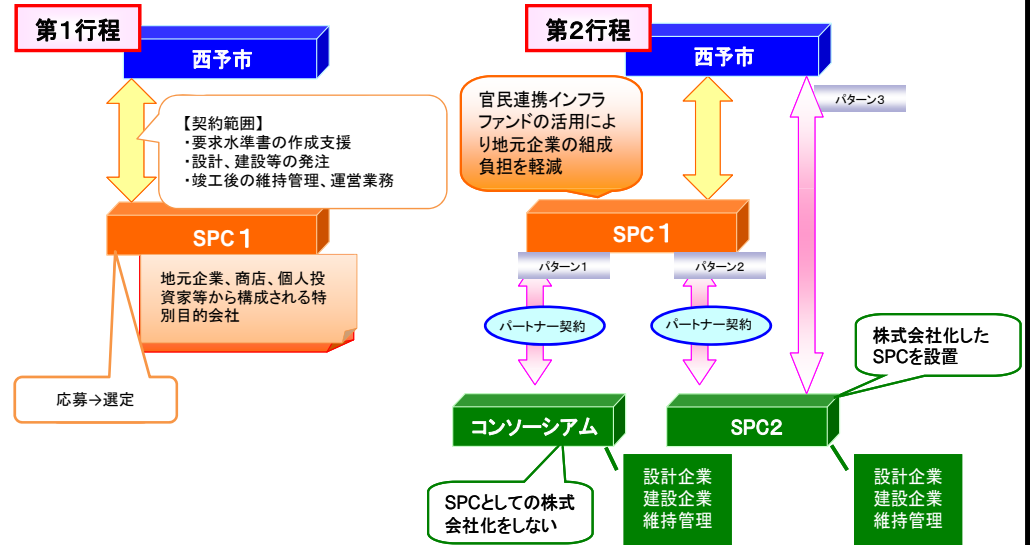 第1行程
西予市
【契約範囲】
・要求水準書の作成支援
・設計、建設等の発注
・竣工後の維持管理、運営業務
SPC1
地元企業、商店、個人投
資家等から構成される特
別目的会社
応募→選定
第2行程
西予市
パターン3
官民連携インフラ
ファンドの活用によ
り地元企業の組成
負担を軽減
SPC1
パターン1
パターン2
パートナー契約
パートナー契約
株式会社化した
SPCを設置
コンソーシアム
SPC2
SPCとしての株式
会社化をしない
設計企業
建設企業
維持管理
設計企業
建設企業
維持管理